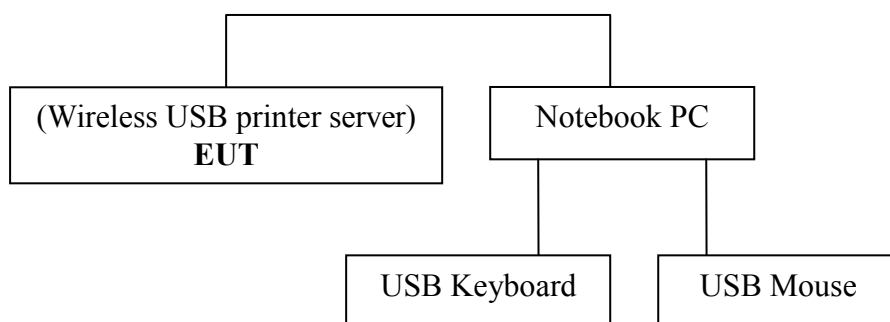 (Wireless USB printer server)
EUT
Notebook PC
USB Keyboard
USB Mouse